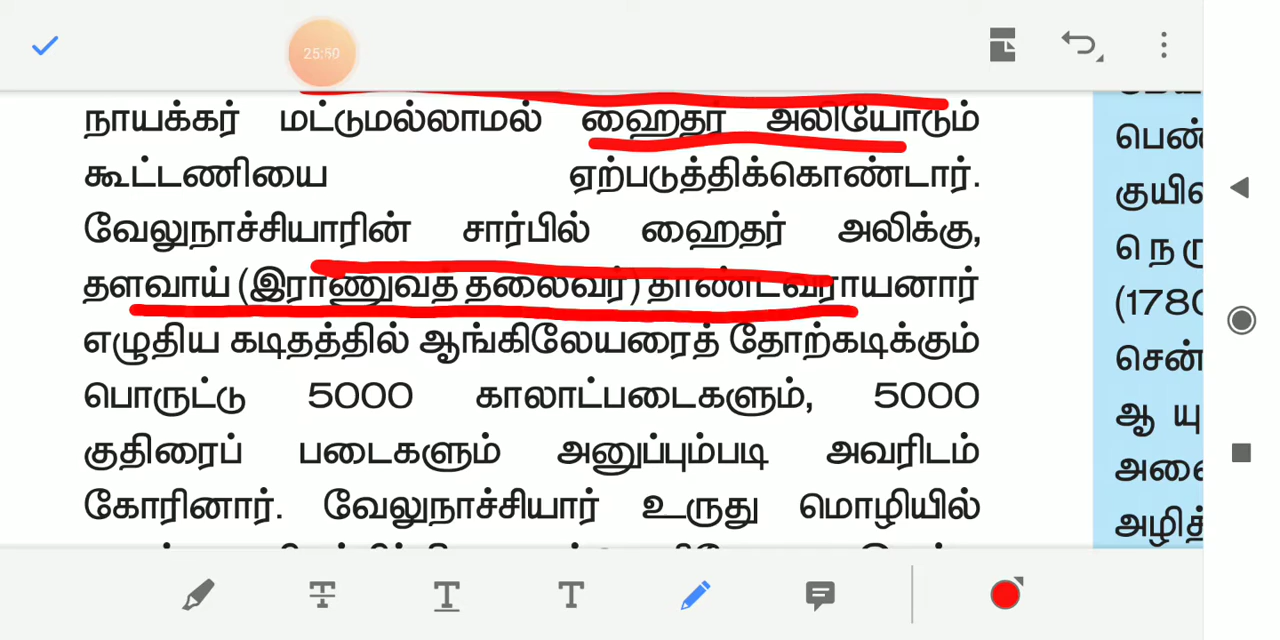 25:50
நாயக்கர் மட்டுமல்லாமல் ஹைதர் அலியோடும்
கூட்டணியை ஏற்படுத்திக்கொண்டார்.
வேலுநாச்சியாரின் சார்பில் ஹைதர் அலிக்கு,
தளவாய் (இராணுவத் தலைவர்) தாண்டவராயனார்
எழுதிய கடிதத்தில் ஆங்கிலேயரைத் தோற்கடிக்கும்
பொருட்டு 5000 காலாட்படைகளும், 5000
குதிரைப் படைகளும் அனுப்பும்படி அவரிடம்
கோரினார். வேலுநாச்சியார் உருது மொழியில்
பெண்
குயிலி
நெரு
(1780
சென்
ஆ யு
அழித்